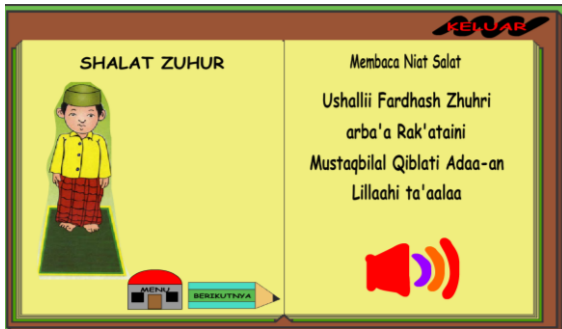 KELUAR
SHALAT ZUHUR
Membaca Niat Salat
Ushallii Fardhash Zhuhri
arba'a Rak'ataini
Mustaqbilal Qiblati Adaa-an
Lillaahi ta'aalaa
MENU
BERIKUTNYA